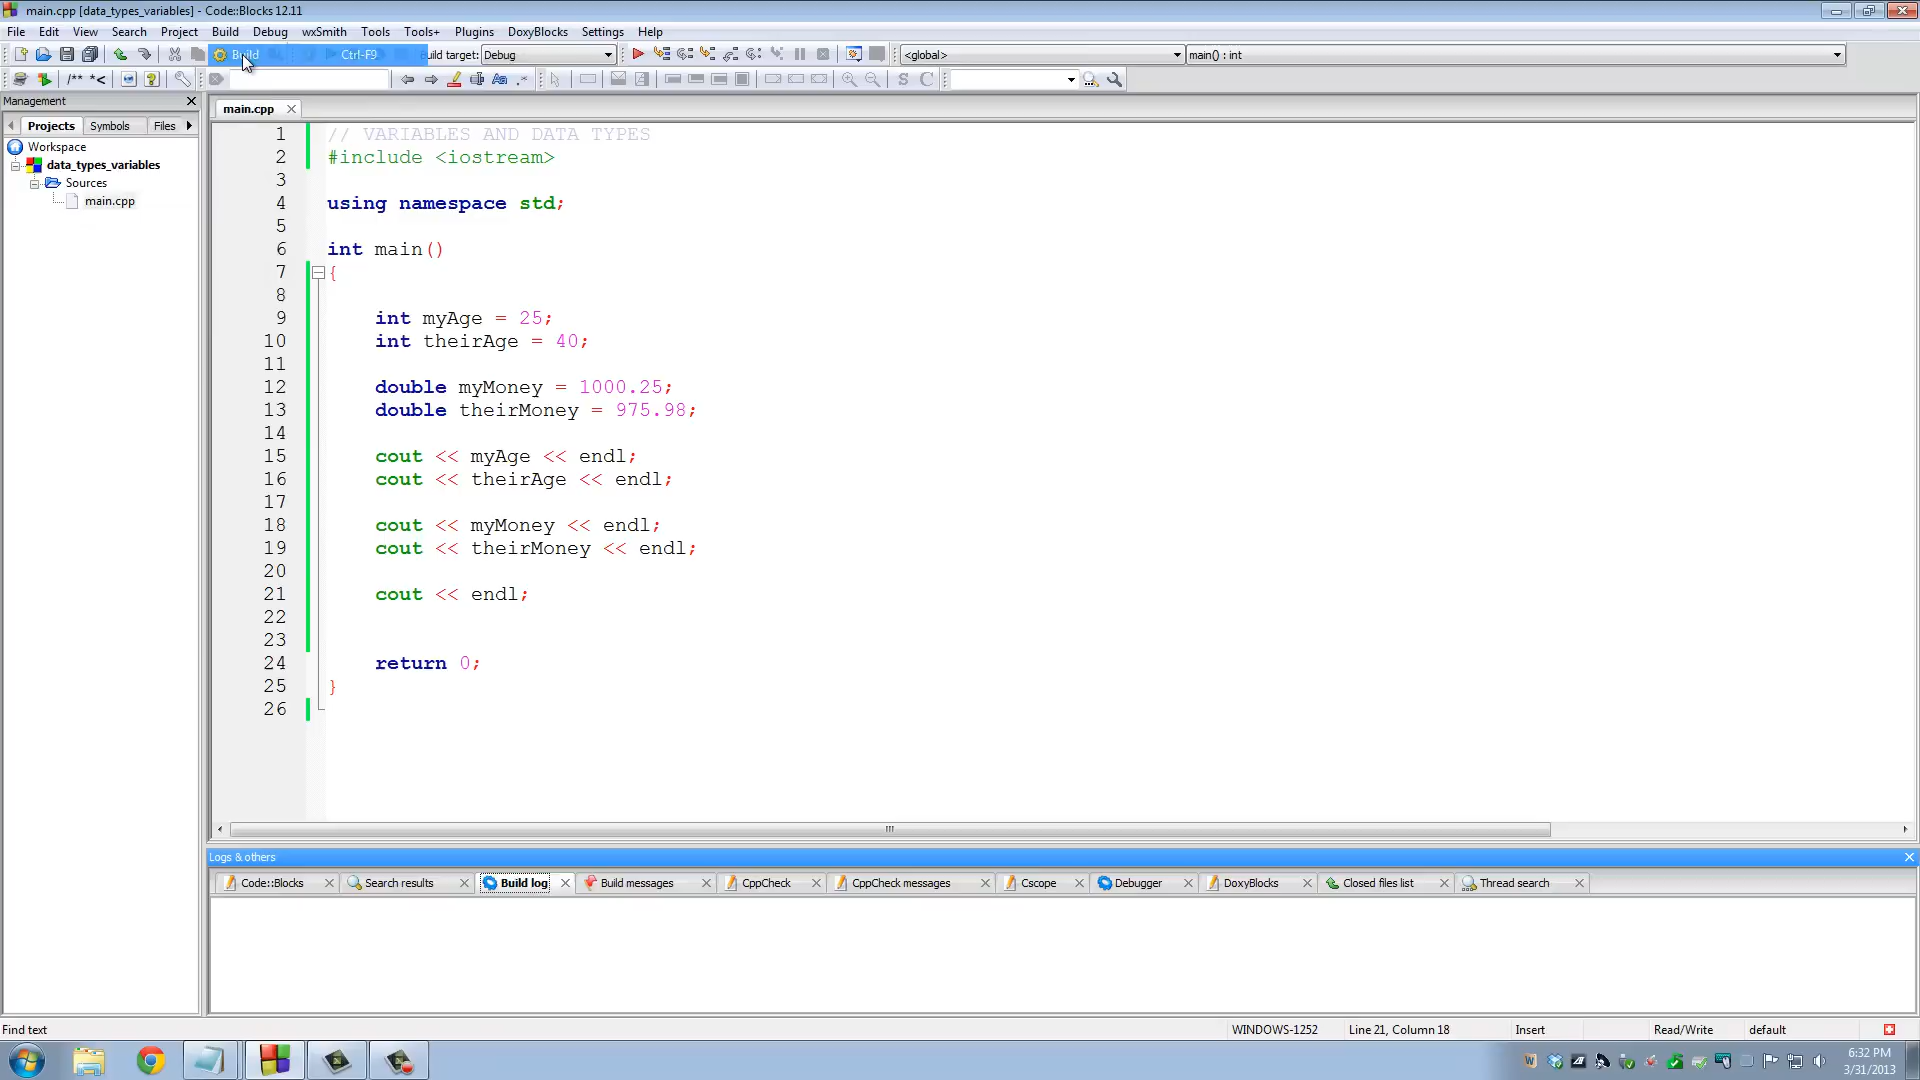 main.cpp [data_types_variables] - Code::Blocks 12.11
File Edit View Search Project Build Debug wxSmith Tools Tools+ Plugins DoxyBlocks Settings Help
Build Ctrl-F9 Build target: Debug <global> main() : int
/** *<
Management
Projects Symbols Files
main.cpp
Workspace
data_types_variables
Sources
main.cpp
1 // VARIABLES AND DATA TYPES
2 #include <iostream>
3
4 using namespace std;
5
6 int main()
7 {
8
9 int myAge = 25;
10 int theirAge = 40;
11
12 double myMoney = 1000.25;
13 double theirMoney = 975.98;
14
15 cout << myAge << endl;
16 cout << theirAge << endl;
17
18 cout << myMoney << endl;
19 cout << theirMoney << endl;
20
21 cout << endl;
22
23
24 return 0;
25 }
26
Logs & others
Code::Blocks Search results Build log Build messages CppCheck CppCheck messages Cscope Debugger DoxyBlocks Closed files list Thread search
Find text WINDOWS-1252 Line 21, Column 18 Insert Read/Write default
6:32 PM
3/31/2013